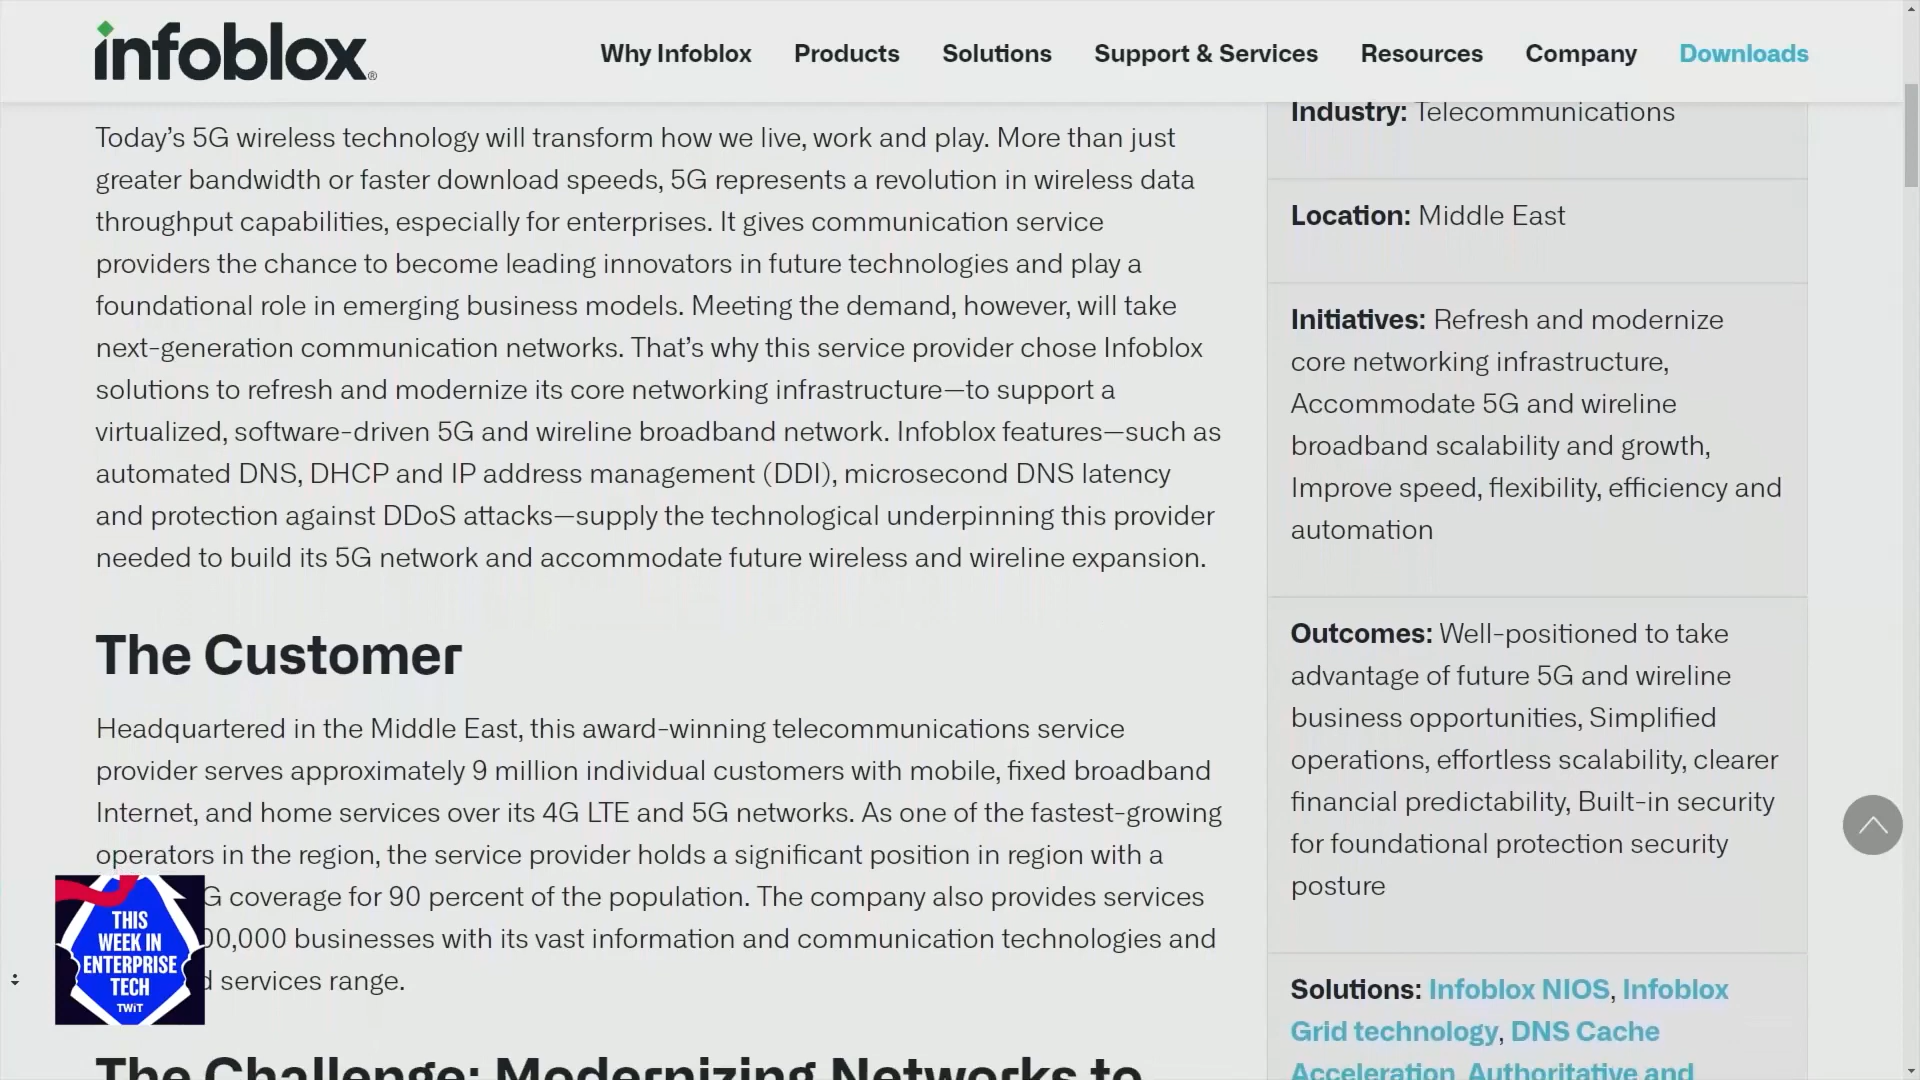 infoblox®
Why Infoblox
Products
Solutions
Support & Services
Resources
Company
Downloads
Today’s 5G wireless technology will transform how we live, work and play. More than just
greater bandwidth or faster download speeds, 5G represents a revolution in wireless data
throughput capabilities, especially for enterprises. It gives communication service
providers the chance to become leading innovators in future technologies and play a
foundational role in emerging business models. Meeting the demand, however, will take
next-generation communication networks. That’s why this service provider chose Infoblox
solutions to refresh and modernize its core networking infrastructure—to support a
virtualized, software-driven 5G and wireline broadband network. Infoblox features—such as
automated DNS, DHCP and IP address management (DDI), microsecond DNS latency
and protection against DDoS attacks—supply the technological underpinning this provider
needed to build its 5G network and accommodate future wireless and wireline expansion.
The Customer
Headquartered in the Middle East, this award-winning telecommunications service
provider serves approximately 9 million individual customers with mobile, fixed broadband
Internet, and home services over its 4G LTE and 5G networks. As one of the fastest-growing
operators in the region, the service provider holds a significant position in region with a
G coverage for 90 percent of the population. The company also provides services
00,000 businesses with its vast information and communication technologies and
d services range.
The Challenge: Modernizing Networks to
Industry: Telecommunications
Location: Middle East
Initiatives: Refresh and modernize
core networking infrastructure,
Accommodate 5G and wireline
broadband scalability and growth,
Improve speed, flexibility, efficiency and
automation
Outcomes: Well-positioned to take
advantage of future 5G and wireline
business opportunities, Simplified
operations, effortless scalability, clearer
financial predictability, Built-in security
for foundational protection security
posture
Solutions: Infoblox NIOS, Infoblox
Grid technology, DNS Cache
Acceleration, Authoritative and
THIS
WEEK IN
ENTERPRISE
TECH
TWiT